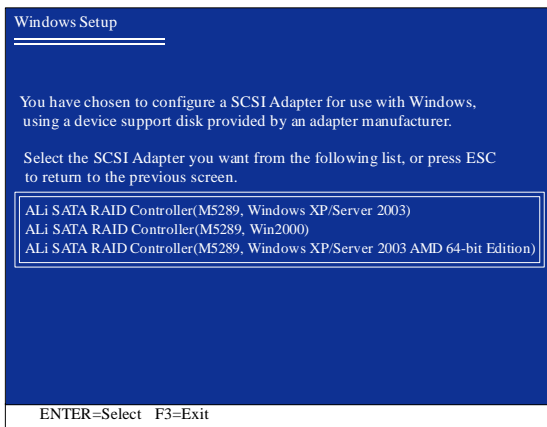 Windows Setup
You have chosen to configure a SCSI Adapter for use with Windows,
using a device support disk provided by an adapter manufacturer.
Select the SCSI Adapter you want from the following list, or press ESC
to return to the previous screen.
ALi SATA RAID Controller(M5289, Windows XP/Server 2003)
ALi SATA RAID Controller(M5289, Win2000)
ALi SATA RAID Controller(M5289, Windows XP/Server 2003 AMD 64-bit Edition)
ENTER=Select F3=Exit